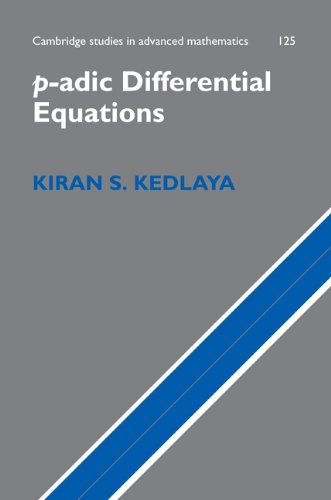 Cambridge studies in advanced mathematics 125
p-adic Differential
Equations
KIRAN S. KEDLAYA